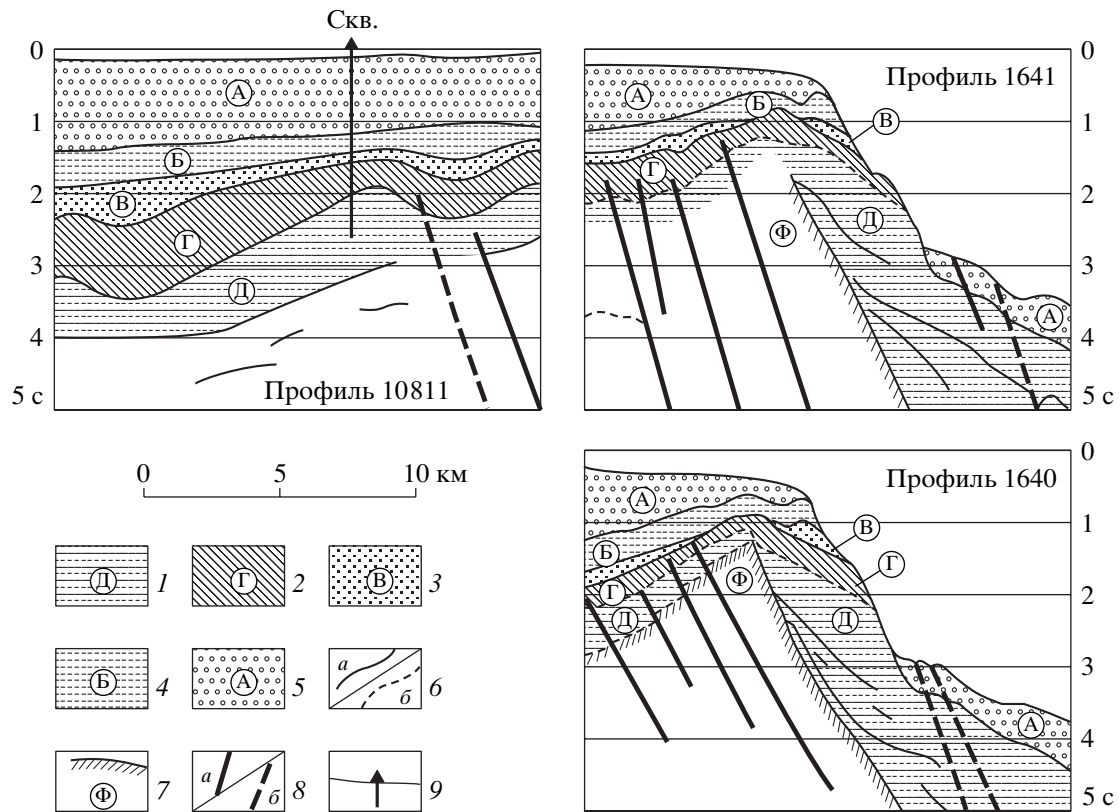 Скв.
0
1
2
3
4
5 с
А
Б
В
Г
Д
Профиль 10811
0
1
2
3
4
5 с
Профиль 1641
А
Б
В
Г
Ф
Д
А
0 5 10 км
Д 1
Г 2
В 3
Б 4
А 5
а б 6
Ф 7
а б 8
9
0
1
2
3
4
5 с
Профиль 1640
А
Б
В
Г
Г
Ф
Д
Д
А